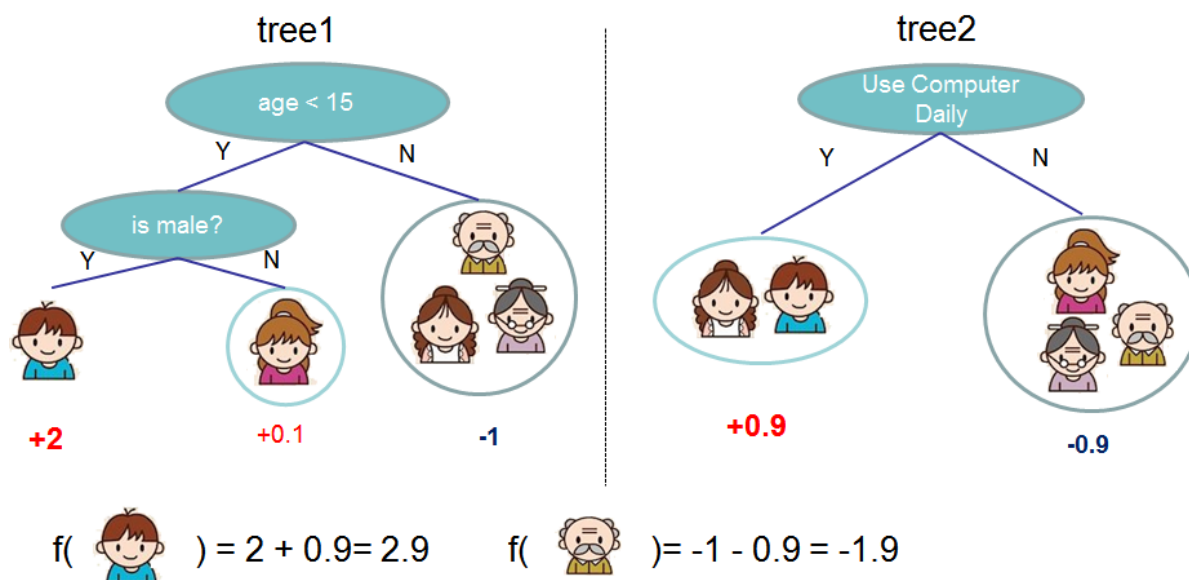 tree1
age < 15
Y
N
is male?
Y
N
+2
+0.1
-1
tree2
Use Computer
Daily
Y
N
+0.9
-0.9
f( ) = 2 + 0.9= 2.9
f( )= -1 - 0.9 = -1.9